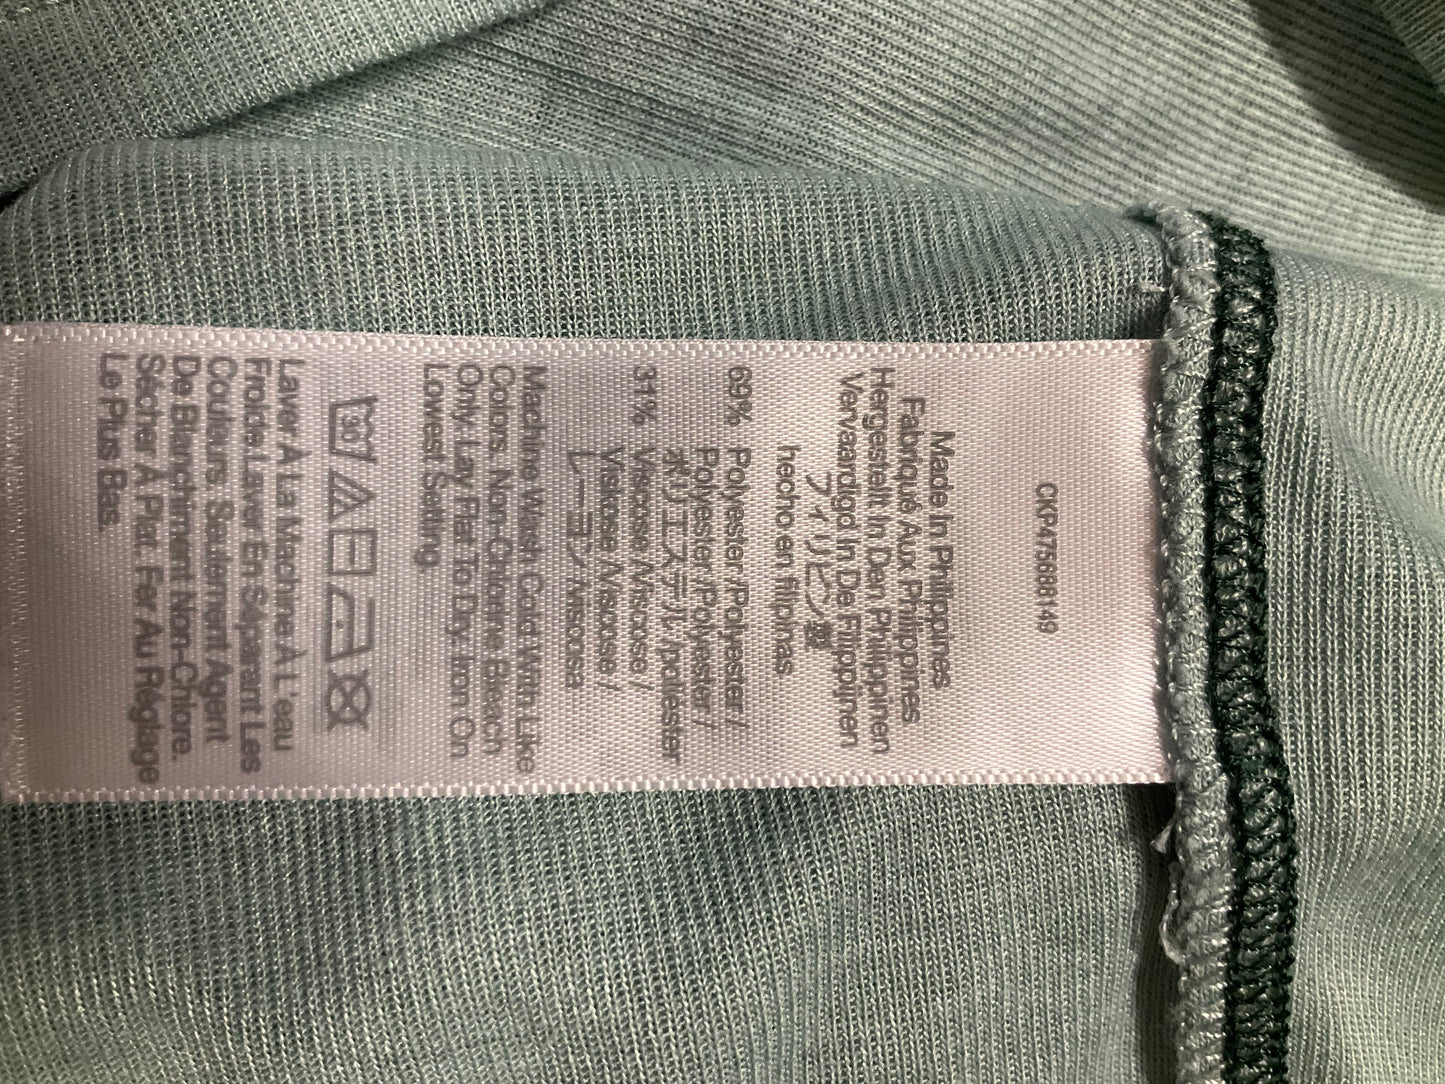 CKP475688149
Made In Philippines
Fabriqué Aux Philippines
Hergestellt In Den Philippinen
Vervaardigd In De Filippijnen
フィリピン製
hecho en filipinas
69% Polyester/Polyester/
Polyester/Polyester/
ポリエステル/poliéster
31% Viscose/Viscose/
Viskose/Viscose/
レーヨン/viscosa
Machine Wash Cold With Like
Colors. Non-Chlorine Bleach
Only. Lay Flat To Dry. Iron On
Lowest Setting.
30
Laver À La Machine À L'eau
Froide.Laver En Séparant Les
Couleurs. Seulement Agent
De Blanchiment Non-Chlore.
Sécher À Plat. Fer Au Réglage
Le Plus Bas.